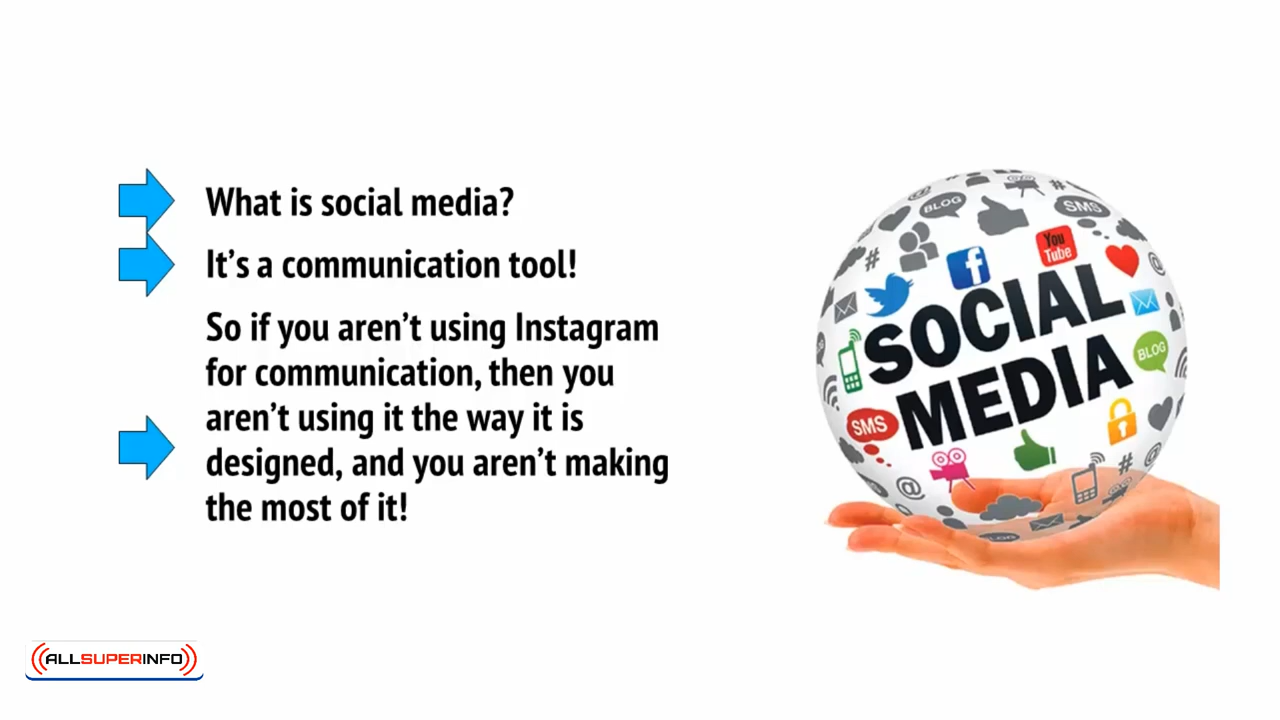 What is social media?
It's a communication tool!
So if you aren't using Instagram
for communication, then you
aren't using it the way it is
designed, and you aren't making
the most of it!
BLOG
SMS
You
Tube
SOCIAL
MEDIA
BLOG
SMS
BLOG
ALLSUPERINFO